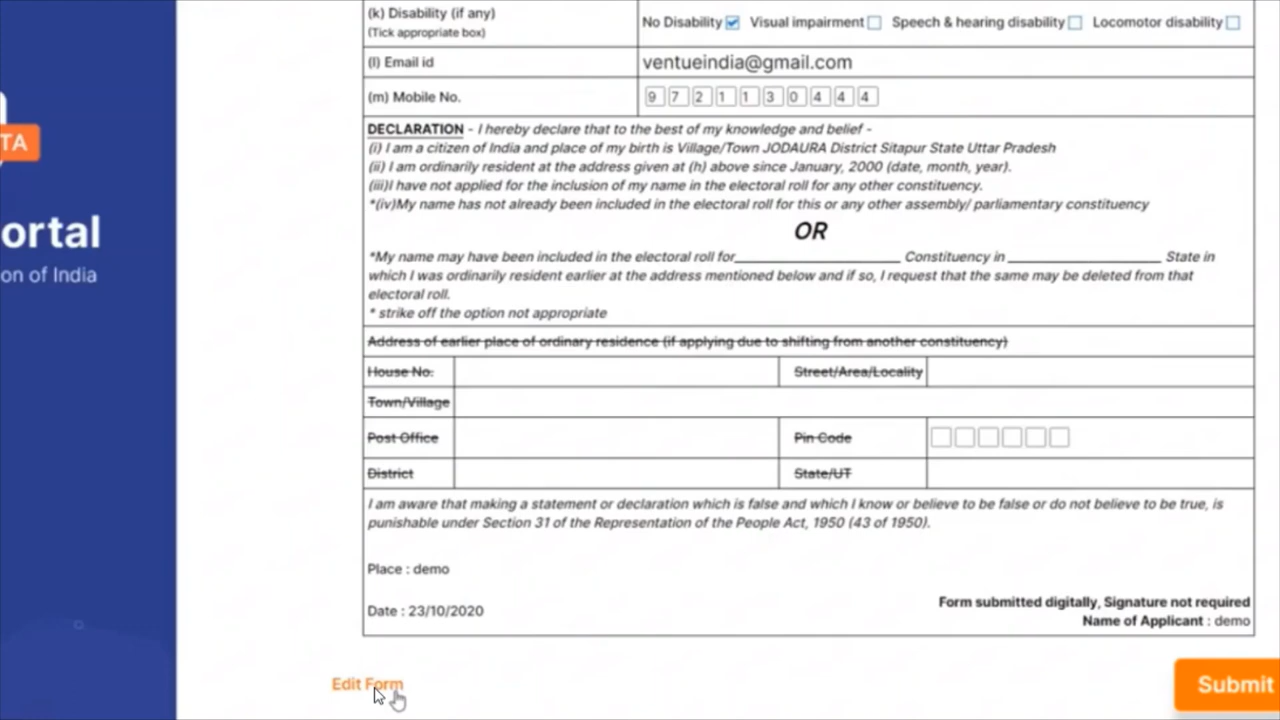 (k) Disability (if any)
(Tick appropriate box)
No Disability Visual impairment Speech & hearing disability Locomotor disability
(l) Email id
ventueindia@gmail.com
(m) Mobile No.
9 7 2 1 1 3 0 4 4 4
TA
ortal
on of India
DECLARATION - I hereby declare that to the best of my knowledge and belief -
(i) I am a citizen of India and place of my birth is Village/Town JODAURA District Sitapur State Uttar Pradesh
(ii) I am ordinarily resident at the address given at (h) above since January, 2000 (date, month, year).
(iii)I have not applied for the inclusion of my name in the electoral roll for any other constituency.
*(iv)My name has not already been included in the electoral roll for this or any other assembly/ parliamentary constituency
OR
*My name may have been included in the electoral roll for____________________ Constituency in ____________________ State in
which I was ordinarily resident earlier at the address mentioned below and if so, I request that the same may be deleted from that
electoral roll.
* strike off the option not appropriate
Address of earlier place of ordinary residence (if applying due to shifting from another constituency)
House No. Street/Area/Locality
Town/Village
Post Office Pin Code
District State/UT
I am aware that making a statement or declaration which is false and which I know or believe to be false or do not believe to be true, is
punishable under Section 31 of the Representation of the People Act, 1950 (43 of 1950).
Place : demo
Date : 23/10/2020
Form submitted digitally, Signature not required
Name of Applicant : demo
Edit Form
Submit